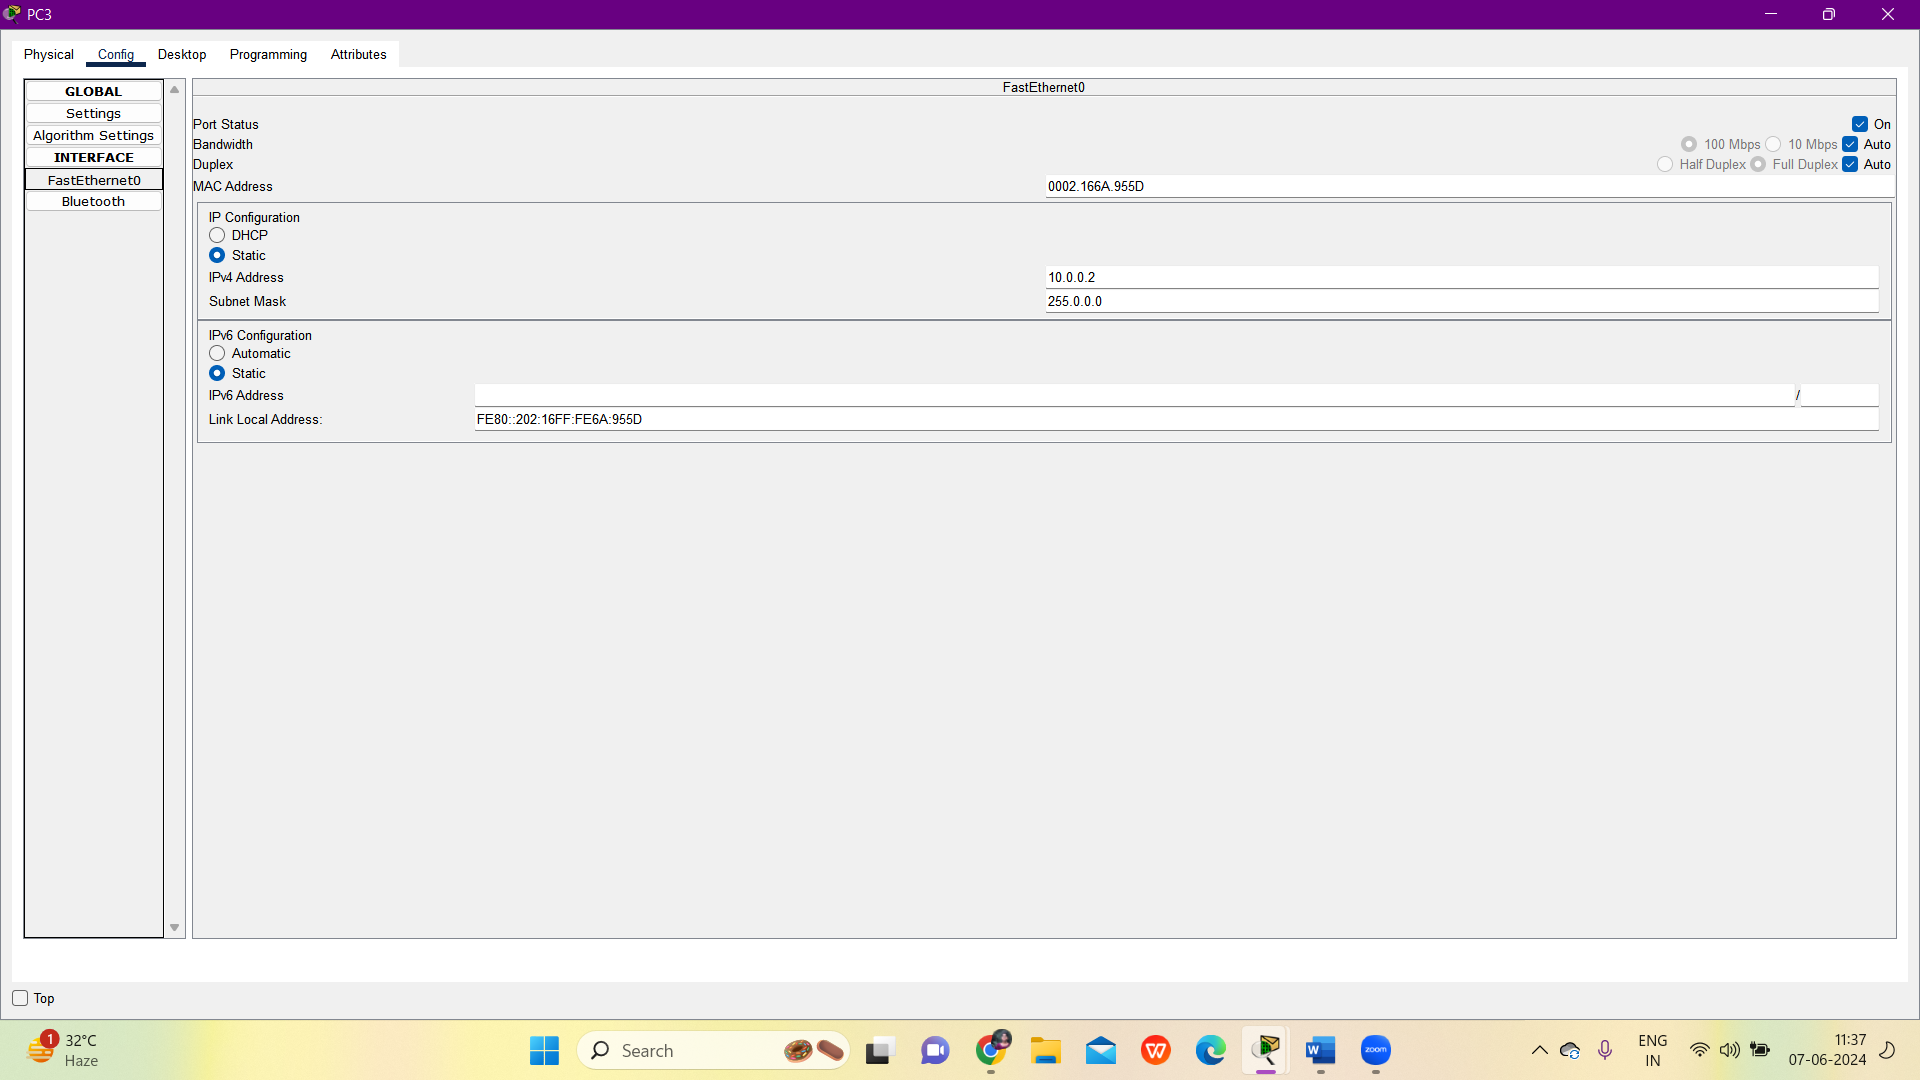 PC3
Physical Config Desktop Programming Attributes
GLOBAL
Settings
Algorithm Settings
INTERFACE
FastEthernet0
Bluetooth
FastEthernet0
Port Status On
Bandwidth 100 Mbps 10 Mbps Auto
Duplex Half Duplex Full Duplex Auto
MAC Address 0002.166A.955D
IP Configuration
DHCP
Static
IPv4 Address 10.0.0.2
Subnet Mask 255.0.0.0
IPv6 Configuration
Automatic
Static
IPv6 Address /
Link Local Address: FE80::202:16FF:FE6A:955D
Top
1
32°C
Haze
Search
W
W
zoom
ENG
IN
11:37
07-06-2024